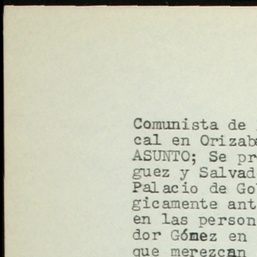 Comunista de
cal en Orizab
ASUNTO; Se pr
guez y Salvad
Palacio de Go
gicamente ant
en las person
dor Gómez en
que merezcan